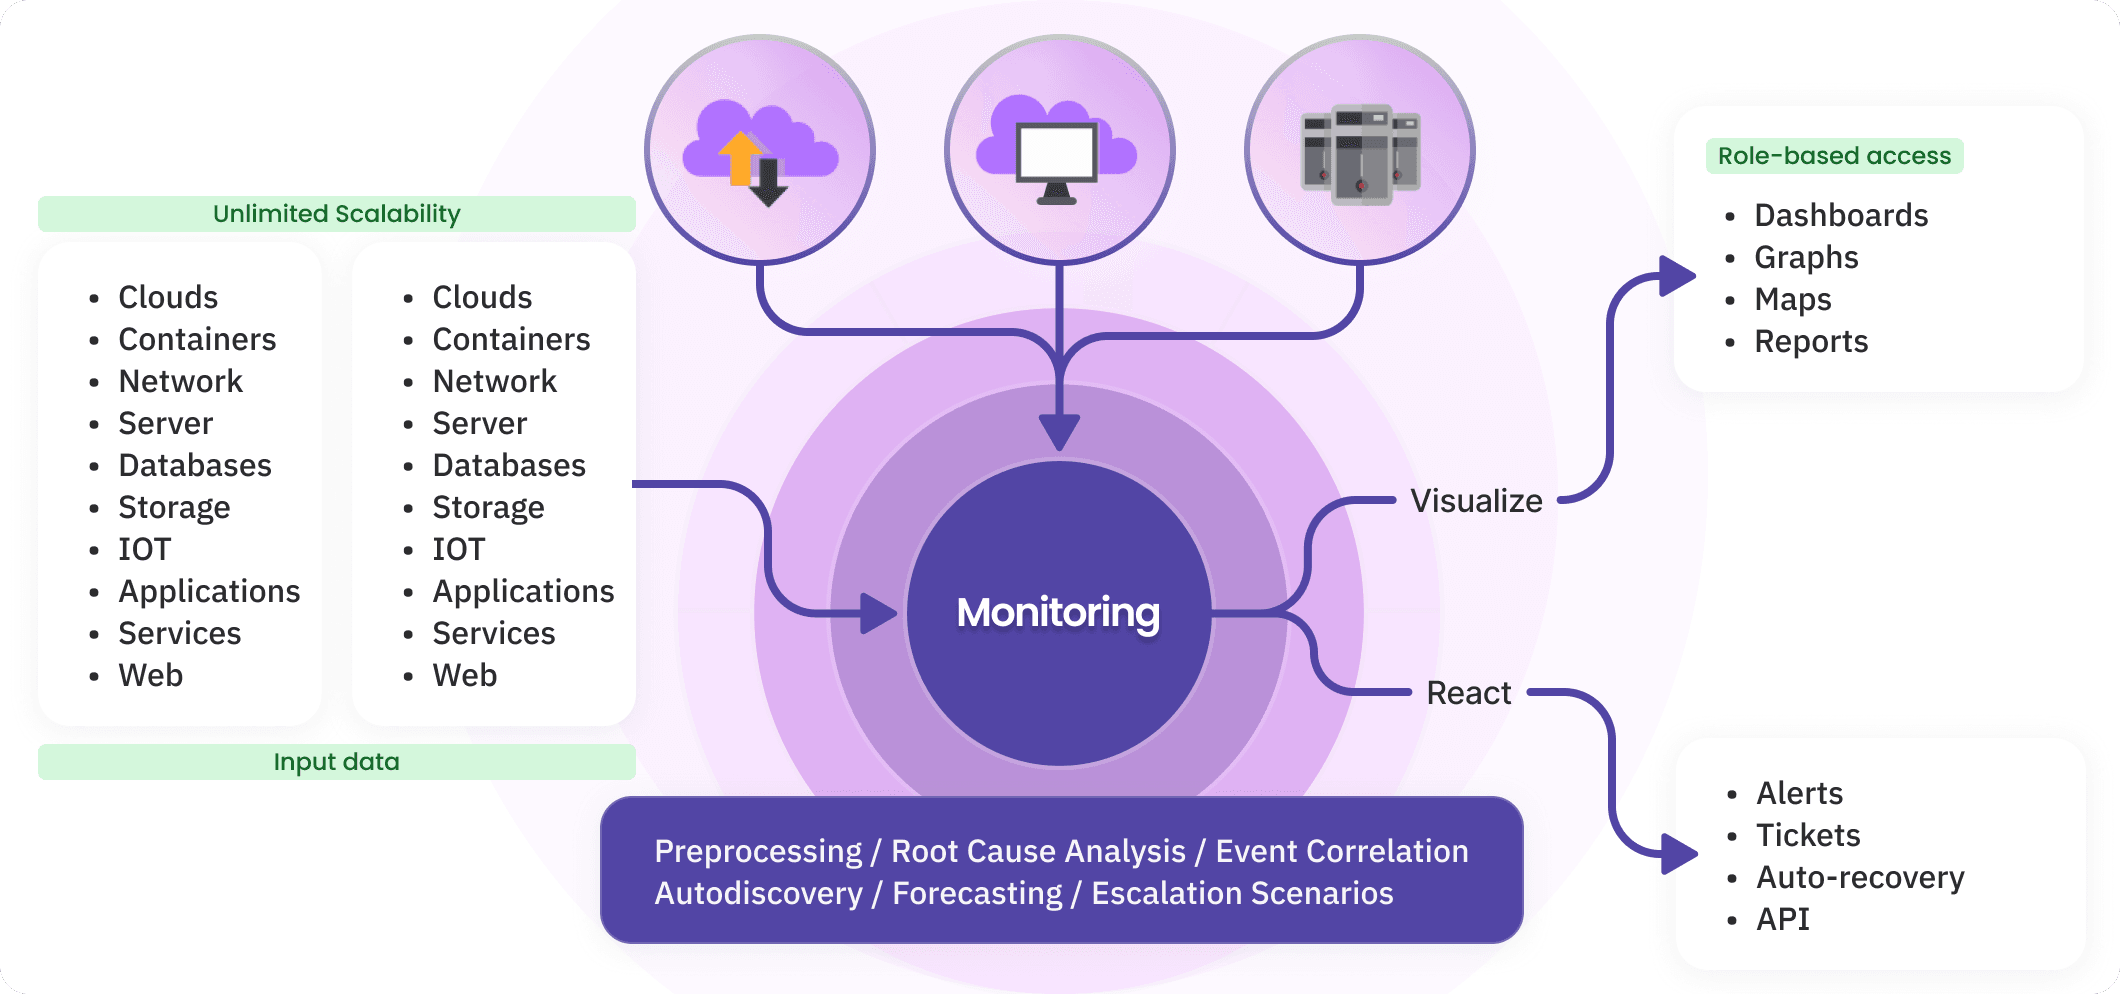 Unlimited Scalability
Clouds
Containers
Network
Server
Databases
Storage
IOT
Applications
Services
Web
Clouds
Containers
Network
Server
Databases
Storage
IOT
Applications
Services
Web
Input data
Monitoring
Preprocessing / Root Cause Analysis / Event Correlation
Autodiscovery / Forecasting / Escalation Scenarios
Visualize
React
Role-based access
Dashboards
Graphs
Maps
Reports
Alerts
Tickets
Auto-recovery
API